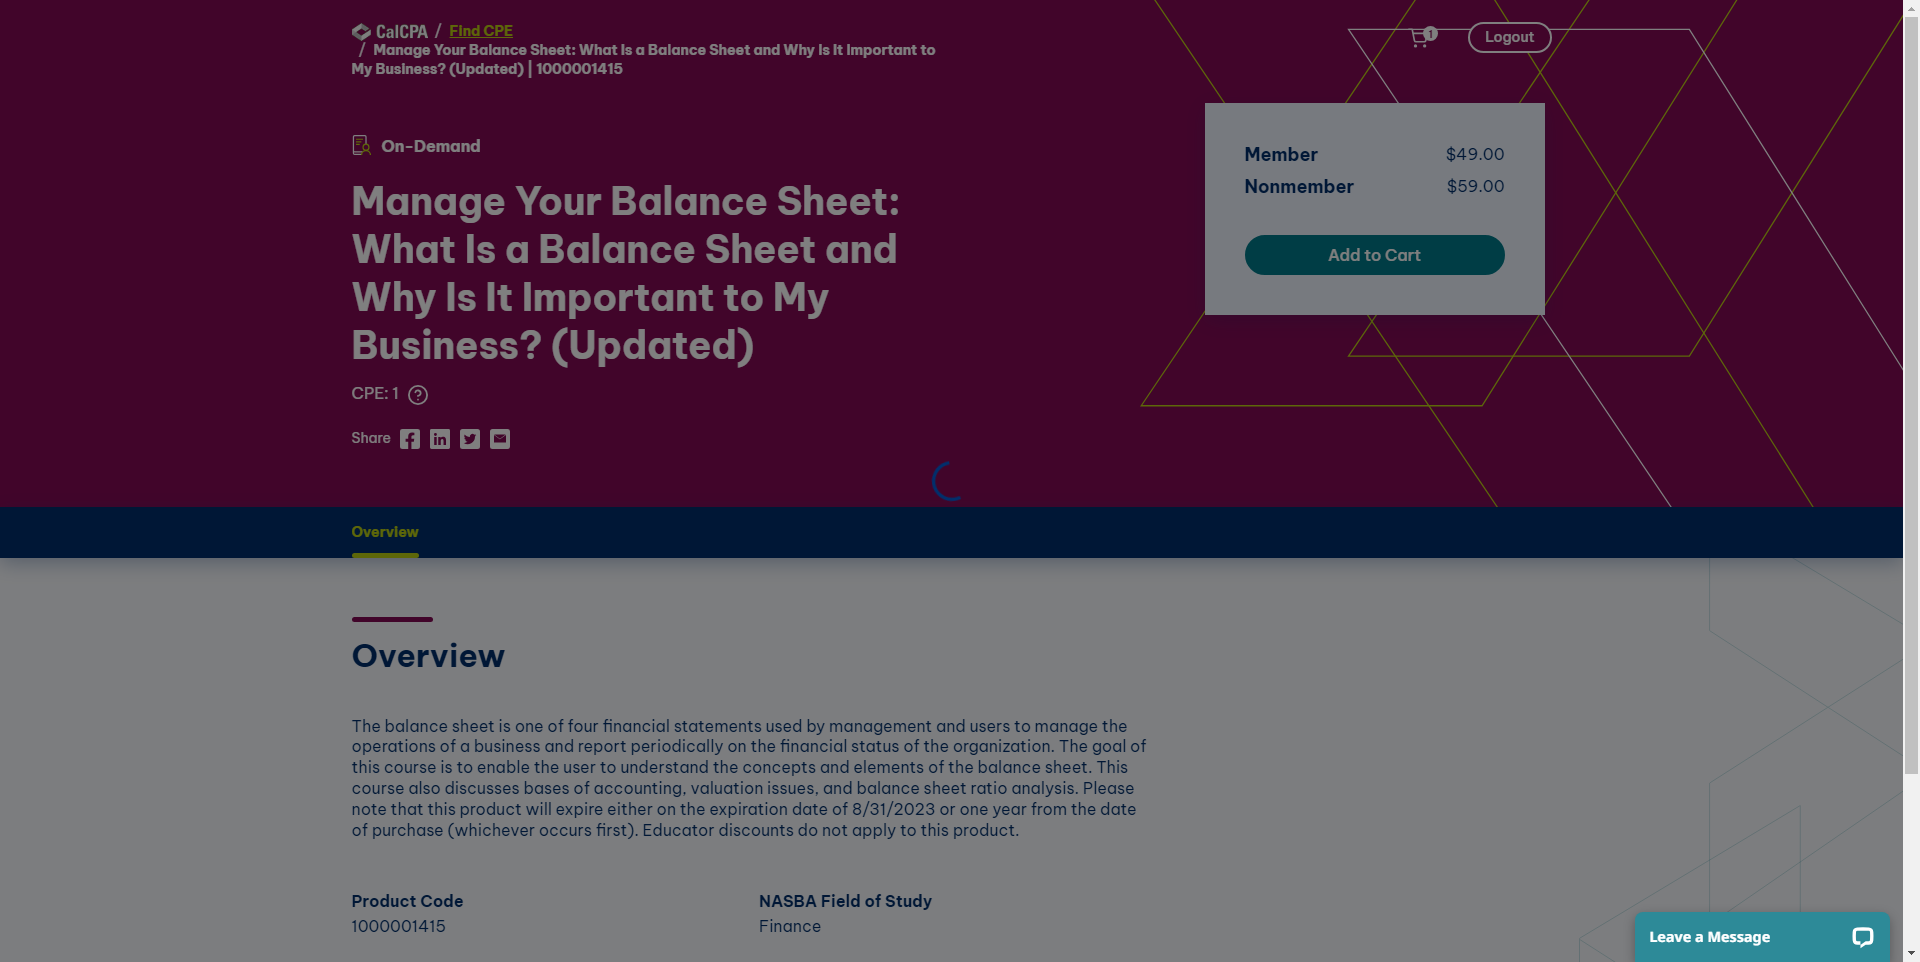 CalCPA / Find CPE
/ Manage Your Balance Sheet: What Is a Balance Sheet and Why Is It Important to
My Business? (Updated) | 1000001415
1
Logout
On-Demand
Manage Your Balance Sheet:
What Is a Balance Sheet and
Why Is It Important to My
Business? (Updated)
CPE: 1 ?
Share
Member $49.00
Nonmember $59.00
Add to Cart
Overview
Overview
The balance sheet is one of four financial statements used by management and users to manage the
operations of a business and report periodically on the financial status of the organization. The goal of
this course is to enable the user to understand the concepts and elements of the balance sheet. This
course also discusses bases of accounting, valuation issues, and balance sheet ratio analysis. Please
note that this product will expire either on the expiration date of 8/31/2023 or one year from the date
of purchase (whichever occurs first). Educator discounts do not apply to this product.
Product Code
1000001415
NASBA Field of Study
Finance
Leave a Message